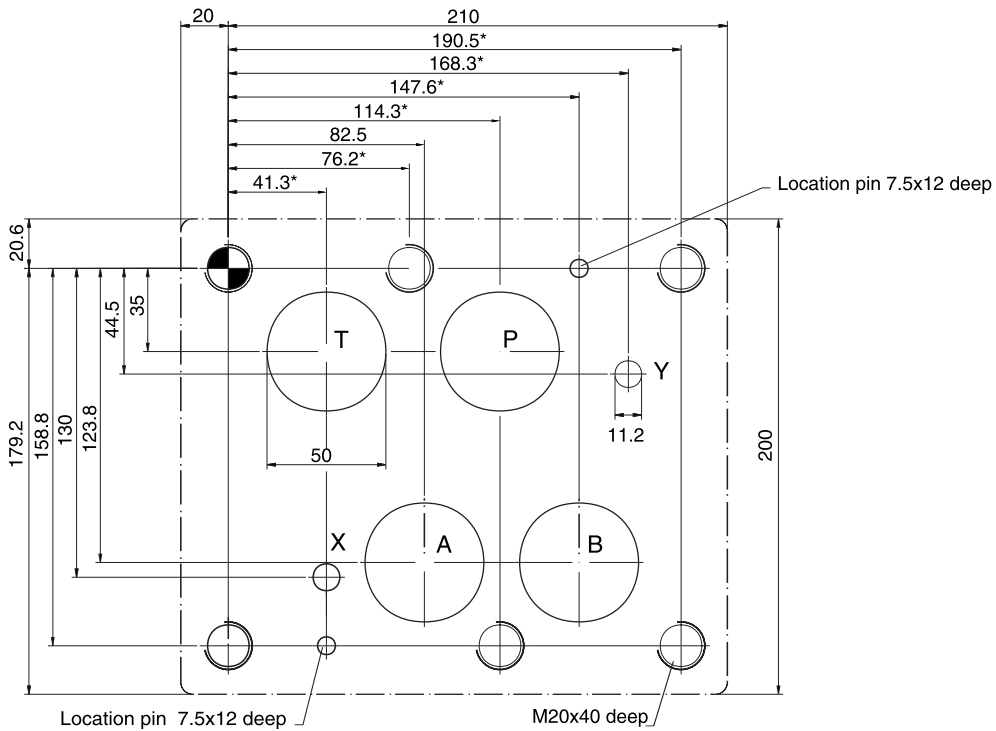 20
210
190.5*
168.3*
147.6*
114.3*
82.5
76.2*
41.3*
Location pin 7.5x12 deep
20.6
35
44.5
T
P
Y
11.2
179.2
158.8
130
123.8
200
50
X
A
B
Location pin 7.5x12 deep
M20x40 deep